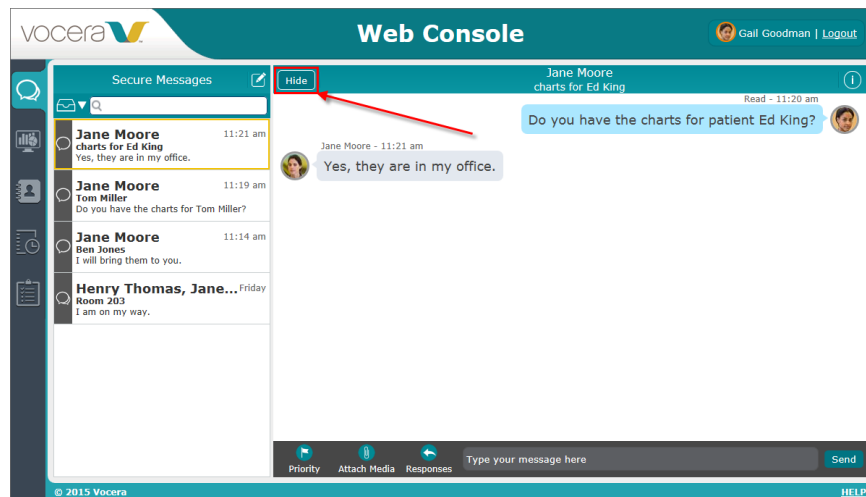 vocera
Web Console
Gail Goodman | Logout
Secure Messages
Hide
Jane Moore
charts for Ed King
Read - 11:20 am
Do you have the charts for patient Ed King?
Jane Moore - 11:21 am
Yes, they are in my office.
Jane Moore 11:21 am
charts for Ed King
Yes, they are in my office.
Jane Moore 11:19 am
Tom Miller
Do you have the charts for Tom Miller?
Jane Moore 11:14 am
Ben Jones
I will bring them to you.
Henry Thomas, Jane... Friday
Room 203
I am on my way.
Priority Attach Media Responses Type your message here Send
© 2015 Vocera HELP